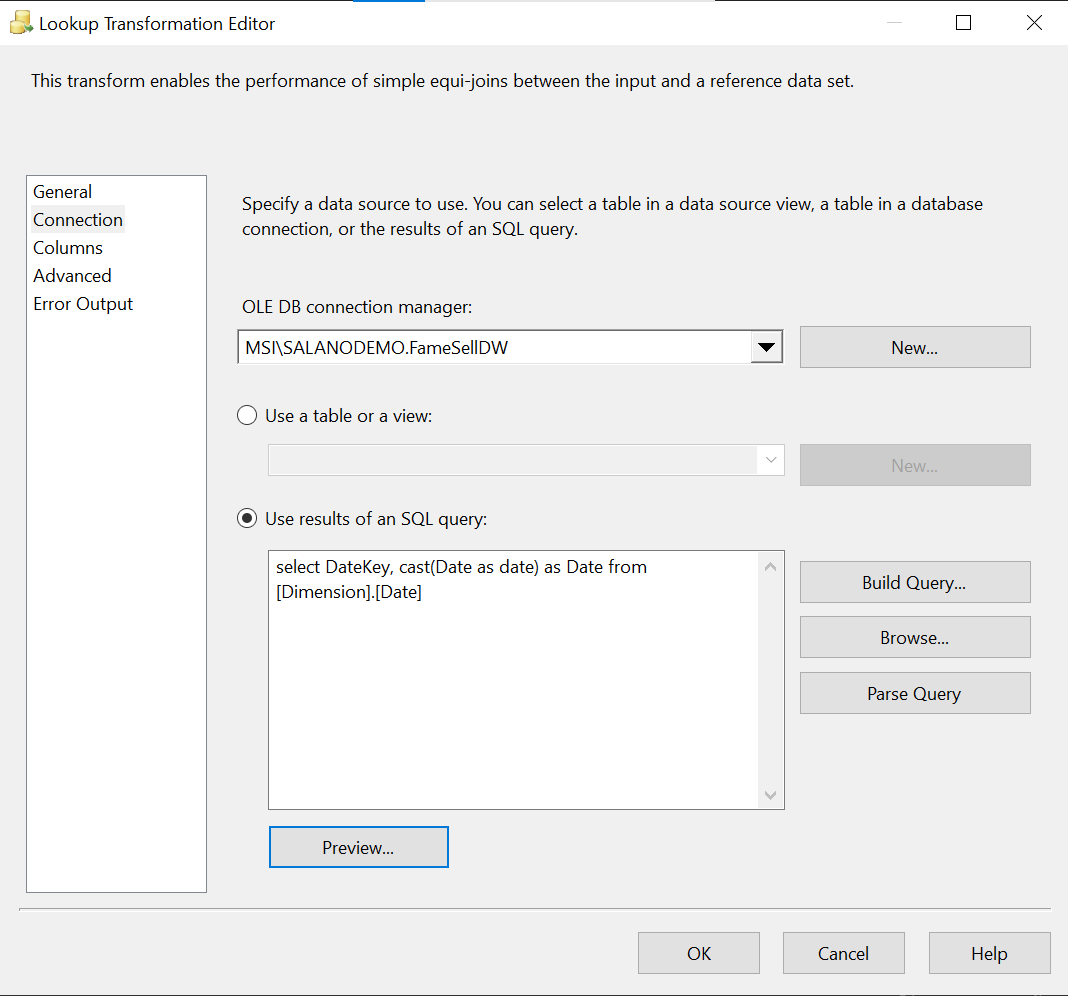 Lookup Transformation Editor
This transform enables the performance of simple equi-joins between the input and a reference data set.
General
Connection
Columns
Advanced
Error Output
Specify a data source to use. You can select a table in a data source view, a table in a database
connection, or the results of an SQL query.
OLE DB connection manager:
MSI\SALANODEMO.FameSellDW
New...
Use a table or a view:
New...
Use results of an SQL query:
select DateKey, cast(Date as date) as Date from
[Dimension].[Date]
Build Query...
Browse...
Parse Query
Preview...
OK
Cancel
Help